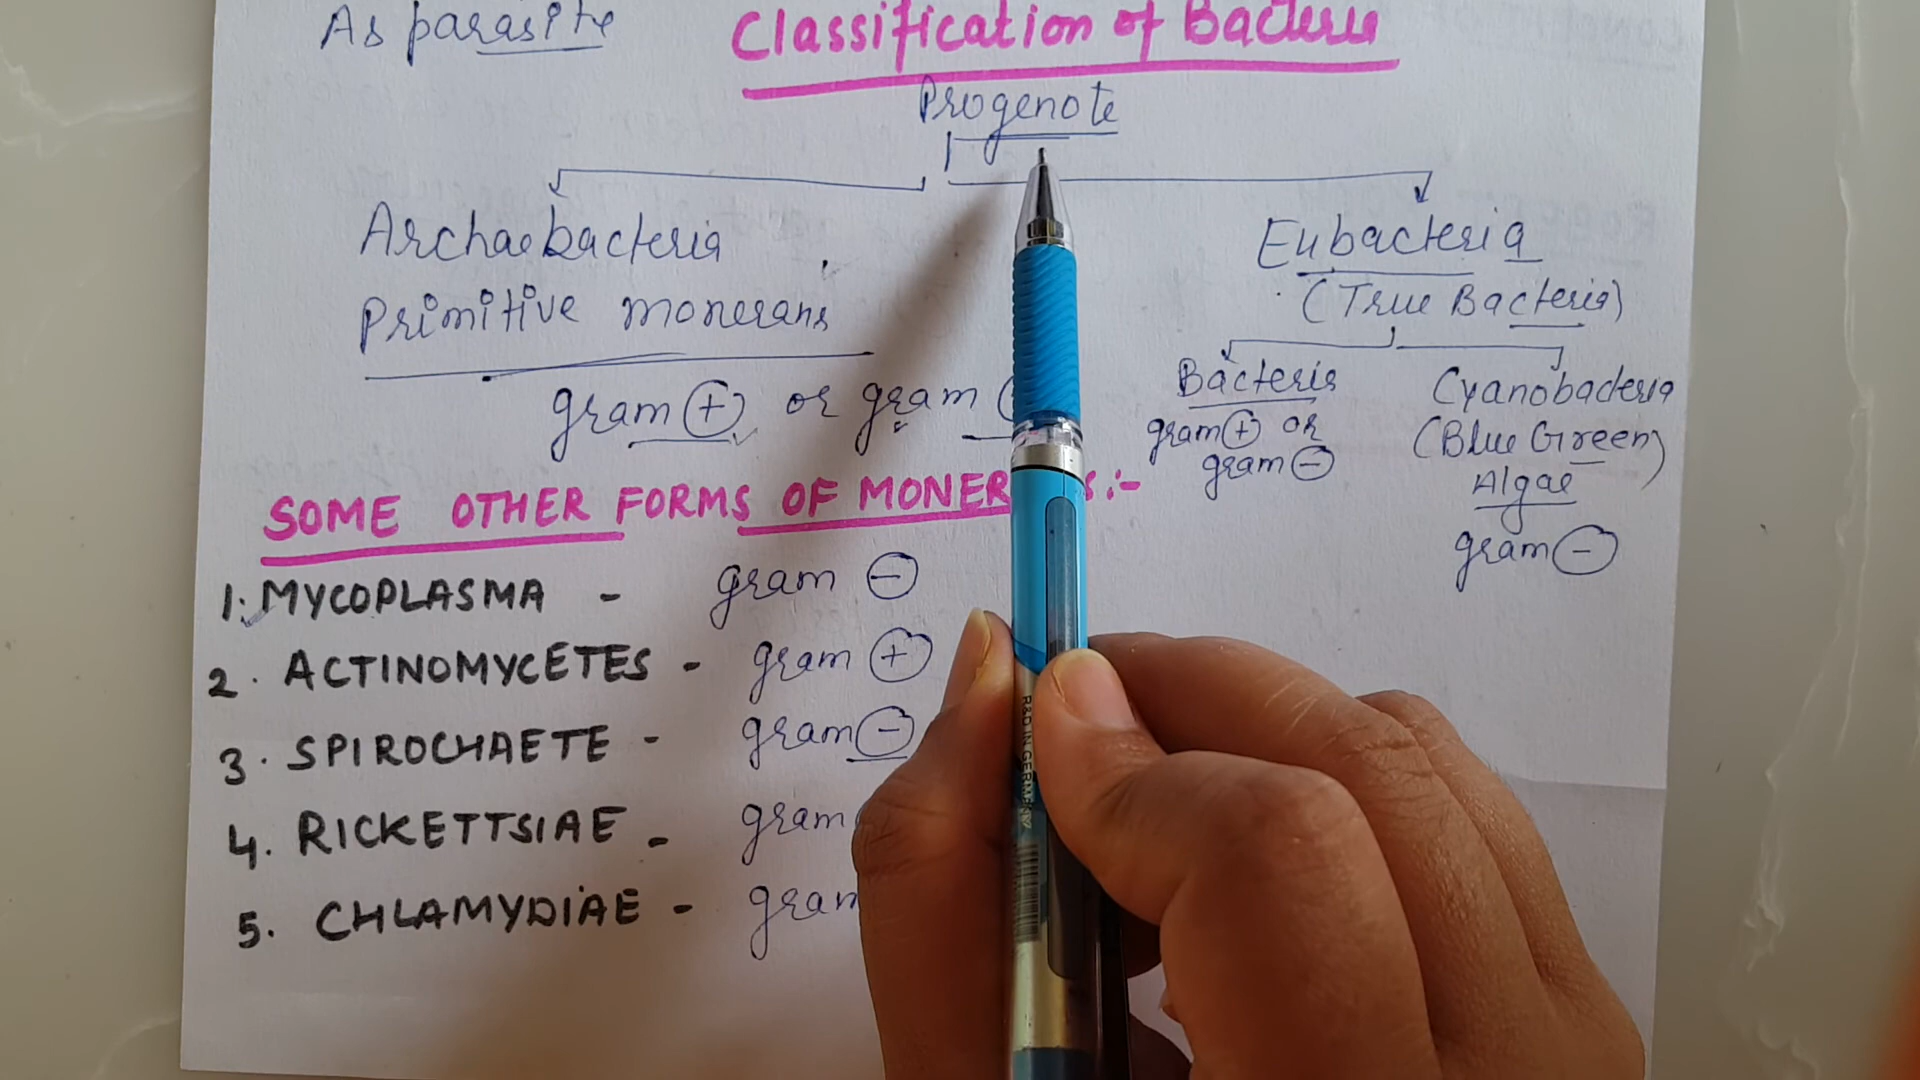 As parasite
Classification of Bacteria
Progenote
Archaebacteria
Primitive monerans
gram (+) or gram
Eubacteria
(True Bacteria)
Bacteria
gram (+) or
gram (-)
Cyanobacteria
(Blue Green)
Algae
gram (-)
SOME OTHER FORMS OF MONER S:-
1. MYCOPLASMA - gram (-)
2. ACTINOMYCETES - gram (+)
3. SPIROCHAETE - gram (-)
4. RICKETTSIAE - gram
5. CHLAMYDIAE - gram